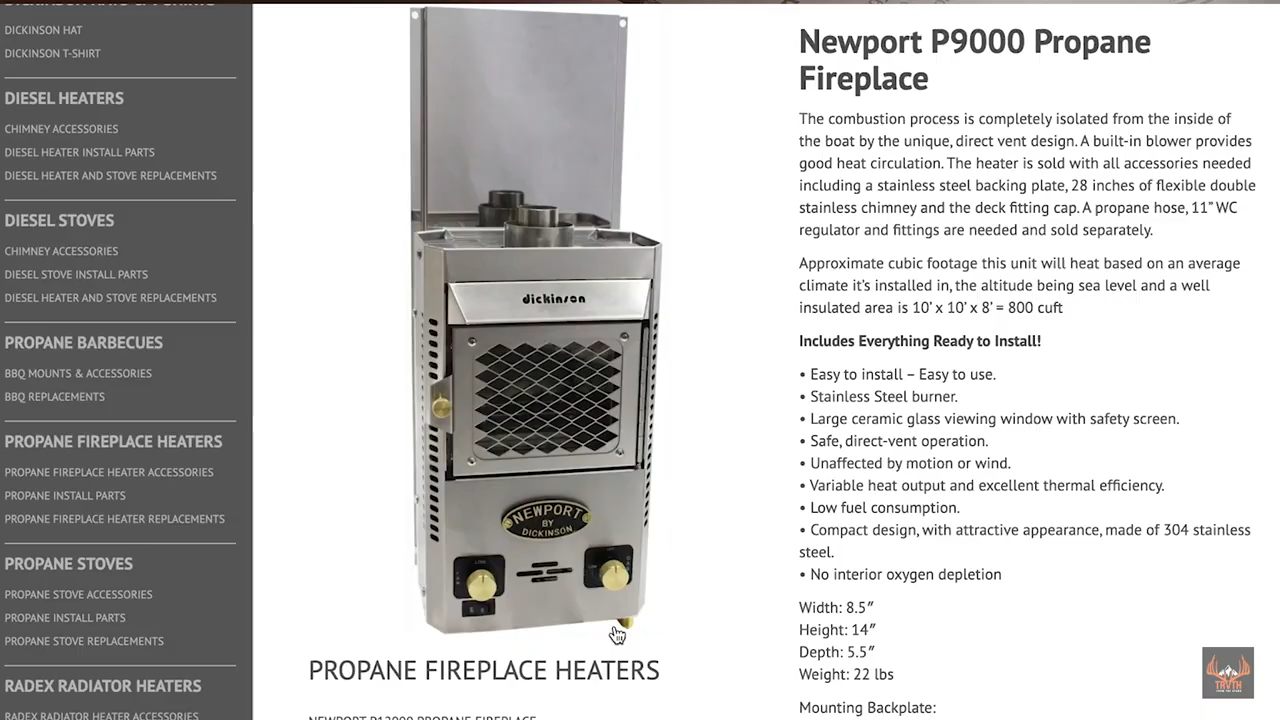 DICKINSON HAT
DICKINSON T-SHIRT
DIESEL HEATERS
CHIMNEY ACCESSORIES
DIESEL HEATER INSTALL PARTS
DIESEL HEATER AND STOVE REPLACEMENTS
DIESEL STOVES
CHIMNEY ACCESSORIES
DIESEL STOVE INSTALL PARTS
DIESEL HEATER AND STOVE REPLACEMENTS
PROPANE BARBECUES
BBQ MOUNTS & ACCESSORIES
BBQ REPLACEMENTS
PROPANE FIREPLACE HEATERS
PROPANE FIREPLACE HEATER ACCESSORIES
PROPANE INSTALL PARTS
PROPANE FIREPLACE HEATER REPLACEMENTS
PROPANE STOVES
PROPANE STOVE ACCESSORIES
PROPANE INSTALL PARTS
PROPANE STOVE REPLACEMENTS
RADEX RADIATOR HEATERS
RADEX RADIATOR HEATER ACCESSORIES
dickinson
NEWPORT
BY
DICKINSON
PROPANE FIREPLACE HEATERS
NEWPORT P12000 PROPANE FIREPLACE
Newport P9000 Propane
Fireplace
The combustion process is completely isolated from the inside of
the boat by the unique, direct vent design. A built-in blower provides
good heat circulation. The heater is sold with all accessories needed
including a stainless steel backing plate, 28 inches of flexible double
stainless chimney and the deck fitting cap. A propane hose, 11” WC
regulator and fittings are needed and sold separately.
Approximate cubic footage this unit will heat based on an average
climate it’s installed in, the altitude being sea level and a well
insulated area is 10’ x 10’ x 8’ = 800 cuft
Includes Everything Ready to Install!
• Easy to install – Easy to use.
• Stainless Steel burner.
• Large ceramic glass viewing window with safety screen.
• Safe, direct-vent operation.
• Unaffected by motion or wind.
• Variable heat output and excellent thermal efficiency.
• Low fuel consumption.
• Compact design, with attractive appearance, made of 304 stainless
steel.
• No interior oxygen depletion
Width: 8.5″
Height: 14″
Depth: 5.5″
Weight: 22 lbs
Mounting Backplate:
TRVTH